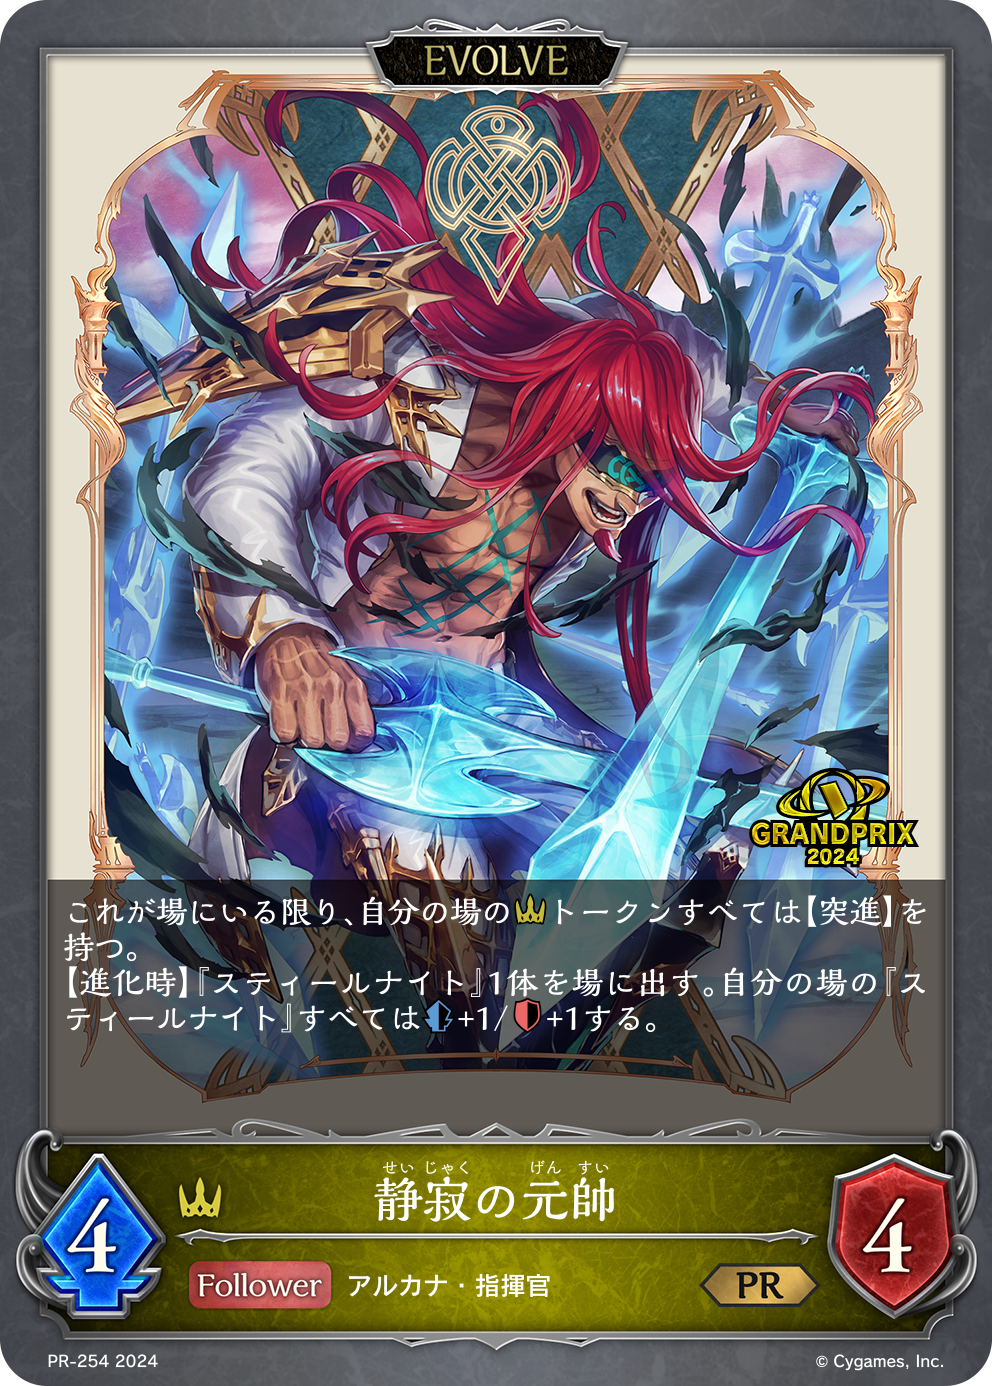 EVOLVE
GRANDPRIX
2024
これが場にいる限り、自分の場のトークンすべては【突進】を
持つ。
【進化時】『スティールナイト』1体を場に出す。自分の場の『ス
ティールナイト』すべては+1/+1する。
せい じゃく げん すい
静寂の元帥
4
4
Follower アルカナ・指揮官
PR
PR-254 2024
© Cygames, Inc.